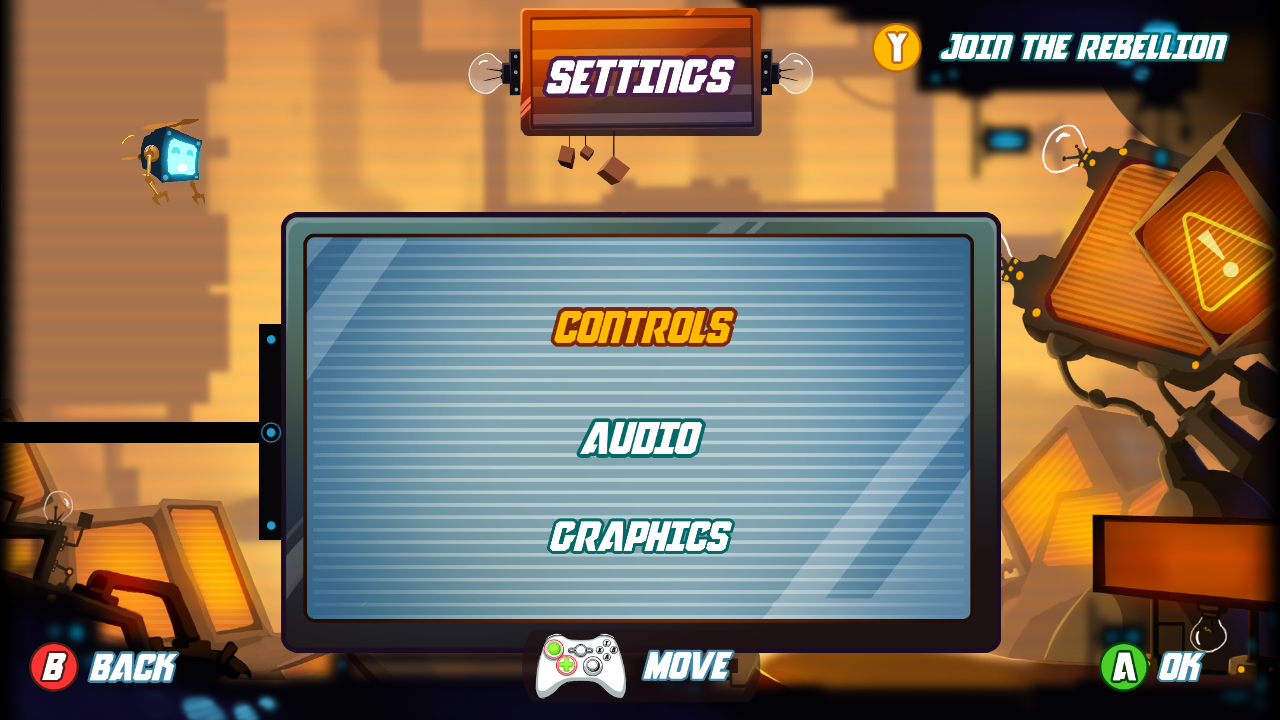 SETTINGS
Y JOIN THE REBELLION
CONTROLS
AUDIO
GRAPHICS
B BACK
MOVE
A OK